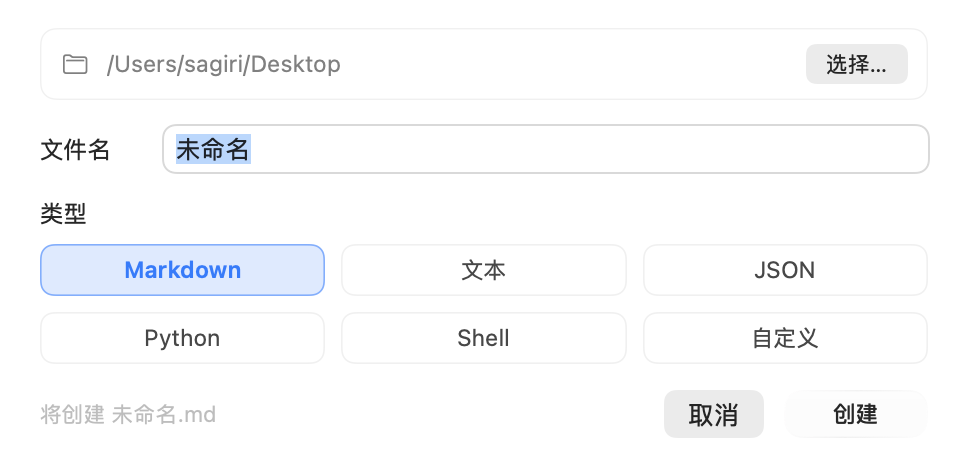 /Users/sagiri/Desktop 选择...
文件名 未命名
类型
Markdown 文本 JSON
Python Shell 自定义
将创建 未命名.md 取消 创建